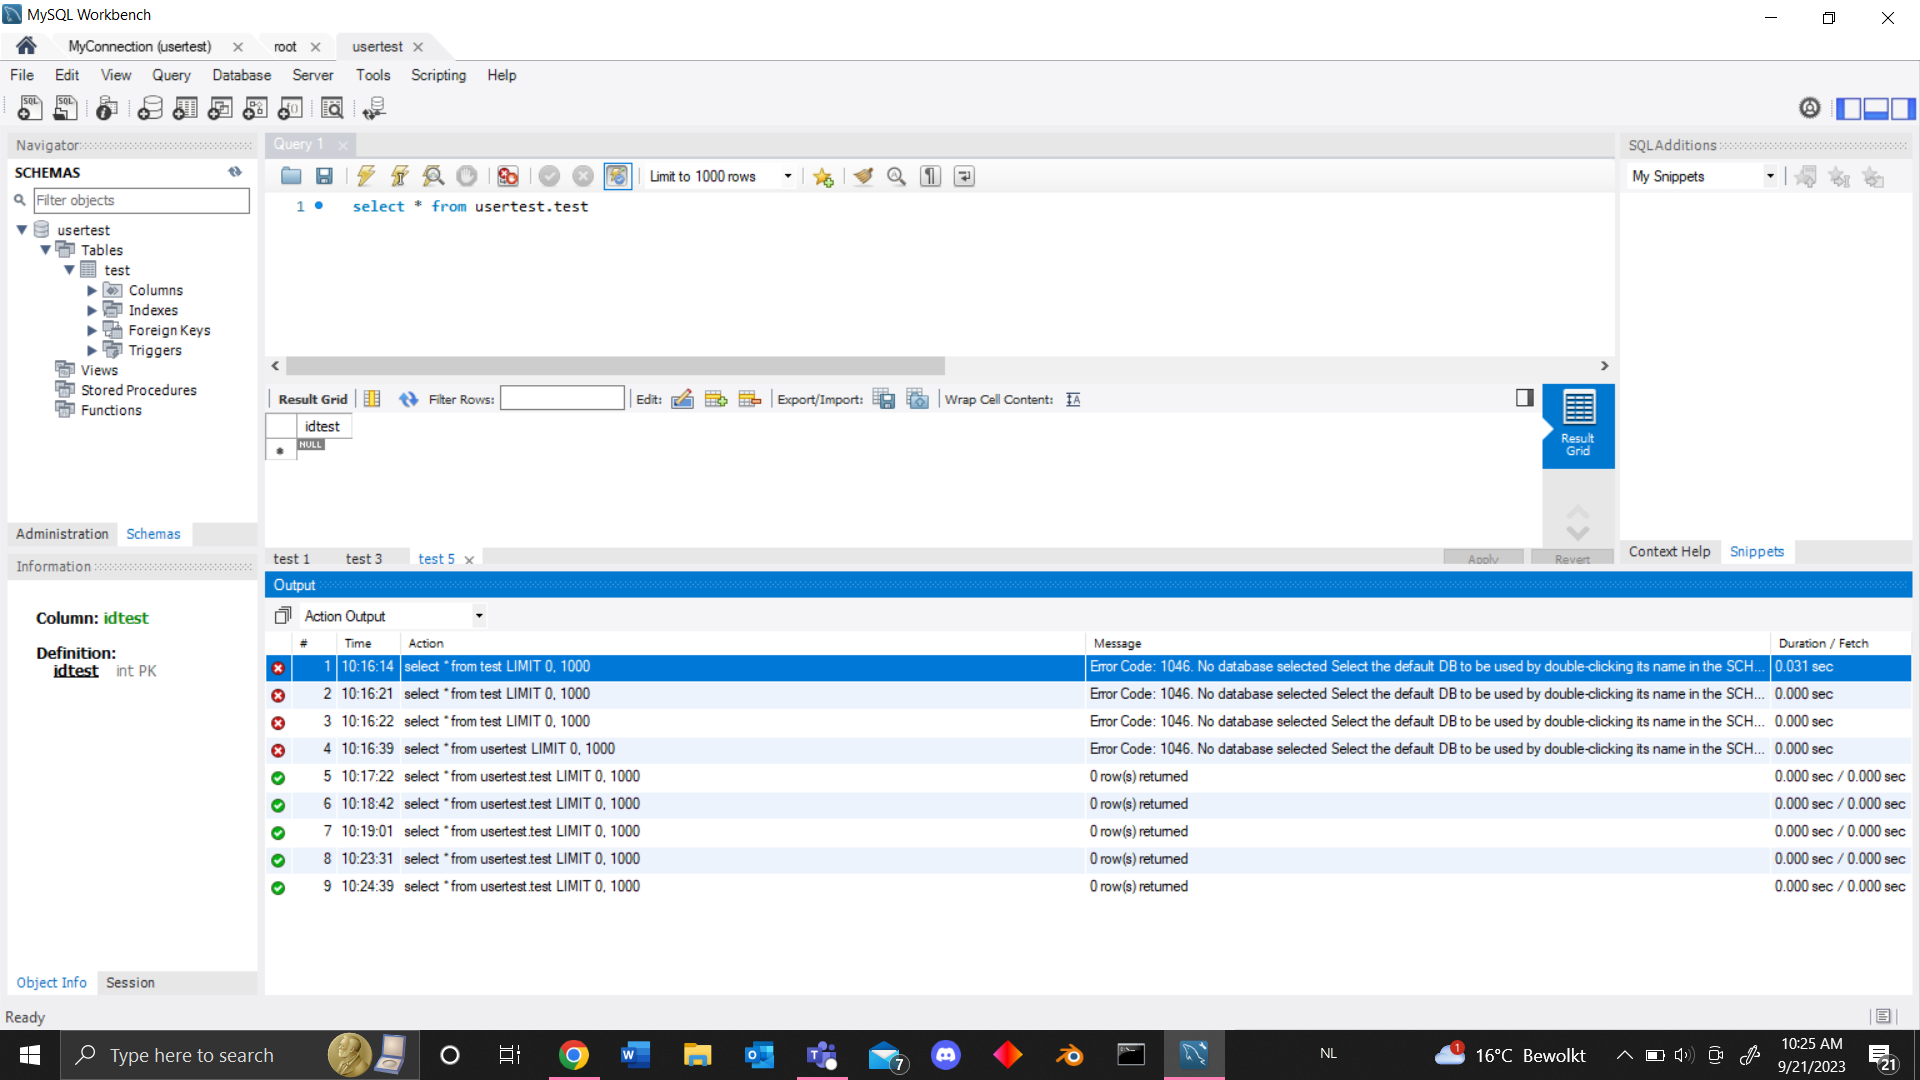 MySQL Workbench
MyConnection (usertest)
root
usertest
File Edit View Query Database Server Tools Scripting Help
Navigator
SCHEMAS
Filter objects
usertest
Tables
test
Columns
Indexes
Foreign Keys
Triggers
Views
Stored Procedures
Functions
Administration Schemas
Information
Column: idtest
Definition:
idtest int PK
Object Info Session
Query 1
Limit to 1000 rows
1 select * from usertest.test
Result Grid Filter Rows: Edit: Export/Import: Wrap Cell Content:
idtest
NULL
Result
Grid
test 1 test 3 test 5
Apply Revert
SQLAdditions
My Snippets
Context Help Snippets
Output
Action Output
# Time Action Message Duration / Fetch
1 10:16:14 select * from test LIMIT 0, 1000 Error Code: 1046. No database selected Select the default DB to be used by double-clicking its name in the SCH... 0.031 sec
2 10:16:21 select * from test LIMIT 0, 1000 Error Code: 1046. No database selected Select the default DB to be used by double-clicking its name in the SCH... 0.000 sec
3 10:16:22 select * from test LIMIT 0, 1000 Error Code: 1046. No database selected Select the default DB to be used by double-clicking its name in the SCH... 0.000 sec
4 10:16:39 select * from usertest LIMIT 0, 1000 Error Code: 1046. No database selected Select the default DB to be used by double-clicking its name in the SCH... 0.000 sec
5 10:17:22 select * from usertest.test LIMIT 0, 1000 0 row(s) returned 0.000 sec / 0.000 sec
6 10:18:42 select * from usertest.test LIMIT 0, 1000 0 row(s) returned 0.000 sec / 0.000 sec
7 10:19:01 select * from usertest.test LIMIT 0, 1000 0 row(s) returned 0.000 sec / 0.000 sec
8 10:23:31 select * from usertest.test LIMIT 0, 1000 0 row(s) returned 0.000 sec / 0.000 sec
9 10:24:39 select * from usertest.test LIMIT 0, 1000 0 row(s) returned 0.000 sec / 0.000 sec
Ready
Type here to search
7
NL
1
16°C Bewolkt
10:25 AM
9/21/2023
21